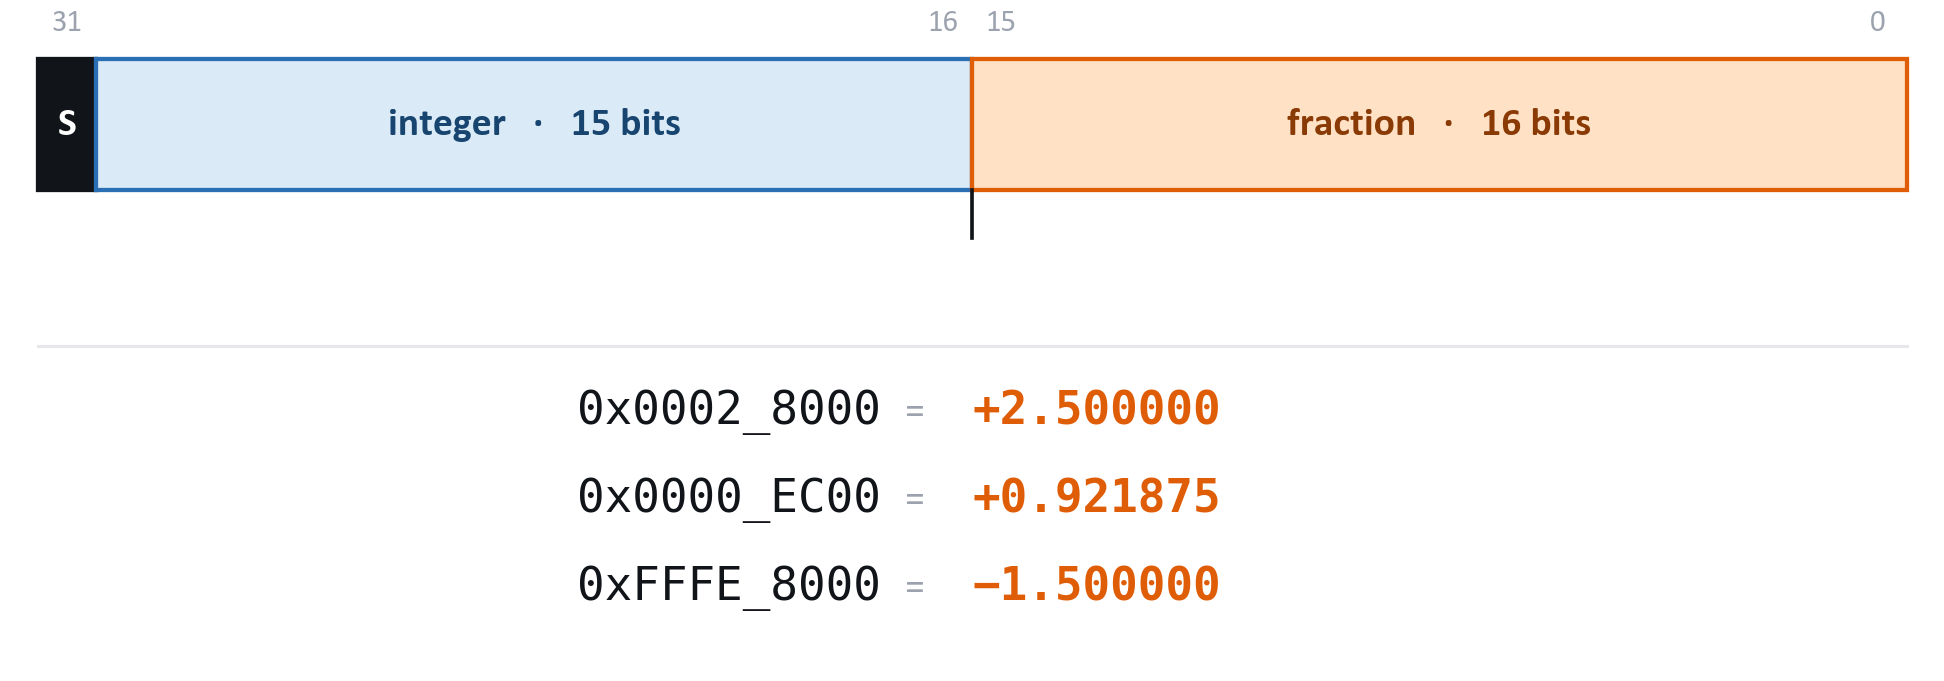 31 16 15 0
S integer · 15 bits fraction · 16 bits
0x0002_8000 = +2.500000
0x0000_EC00 = +0.921875
0xFFFE_8000 = −1.500000